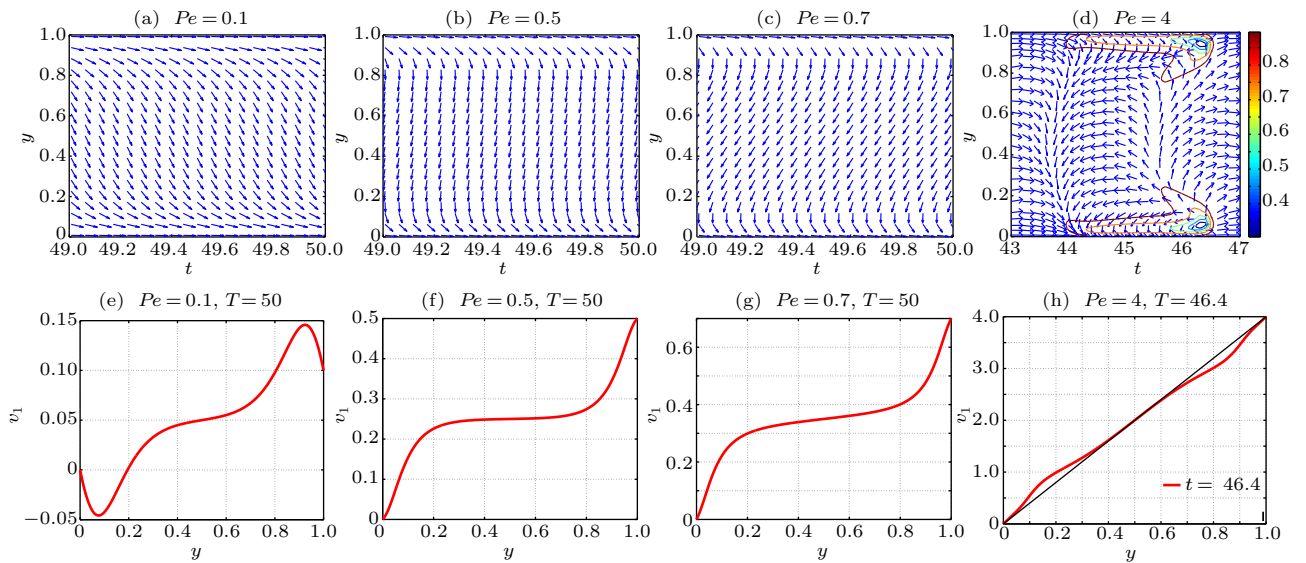 (a) Pe = 0.1
(b) Pe = 0.5
(c) Pe = 0.7
(d) Pe = 4
1.0
0.8
0.6
0.4
0.2
0
y
49.0 49.2 49.4 49.6 49.8 50.0
t
1.0
0.8
0.6
0.4
0.2
0
y
49.0 49.2 49.4 49.6 49.8 50.0
t
1.0
0.8
0.6
0.4
0.2
0
y
49.0 49.2 49.4 49.6 49.8 50.0
t
1.0
0.8
0.6
0.4
0.2
0
y
43 44 45 46 47
t
0.8
0.7
0.6
0.5
0.4
(e) Pe = 0.1, T = 50
(f) Pe = 0.5, T = 50
(g) Pe = 0.7, T = 50
(h) Pe = 4, T = 46.4
0.15
0.10
0.05
0
−0.05
v₁
0 0.2 0.4 0.6 0.8 1.0
y
0.5
0.4
0.3
0.2
0.1
0
v₁
0 0.2 0.4 0.6 0.8 1.0
y
0.6
0.4
0.2
0
v₁
0 0.2 0.4 0.6 0.8 1.0
y
4.0
3.0
2.0
1.0
0
v₁
t = 46.4
0 0.2 0.4 0.6 0.8 1.0
y